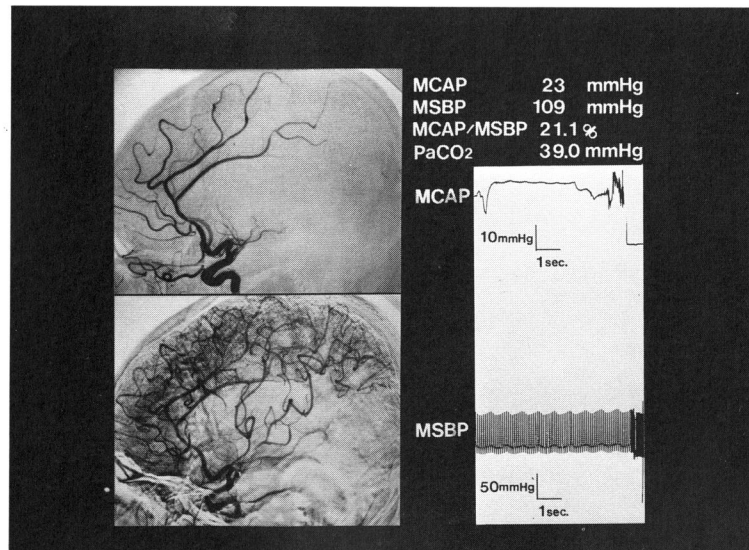 MCAP 23 mmHg
MSBP 109 mmHg
MCAP/MSBP 21.1 %
PaCO2 39.0 mmHg
MCAP
10mmHg
1sec.
MSBP
50mmHg
1sec.